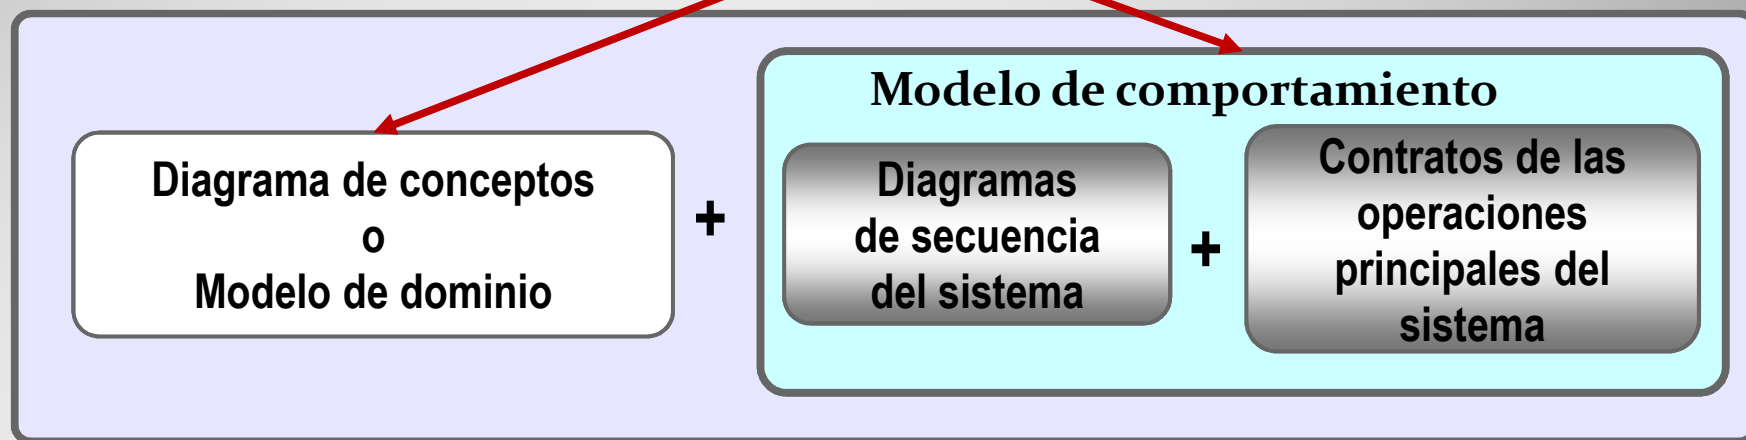 Modelo de comportamiento
Diagrama de conceptos
o
Modelo de dominio
+
Diagramas
de secuencia
del sistema
+
Contratos de las
operaciones
principales del
sistema